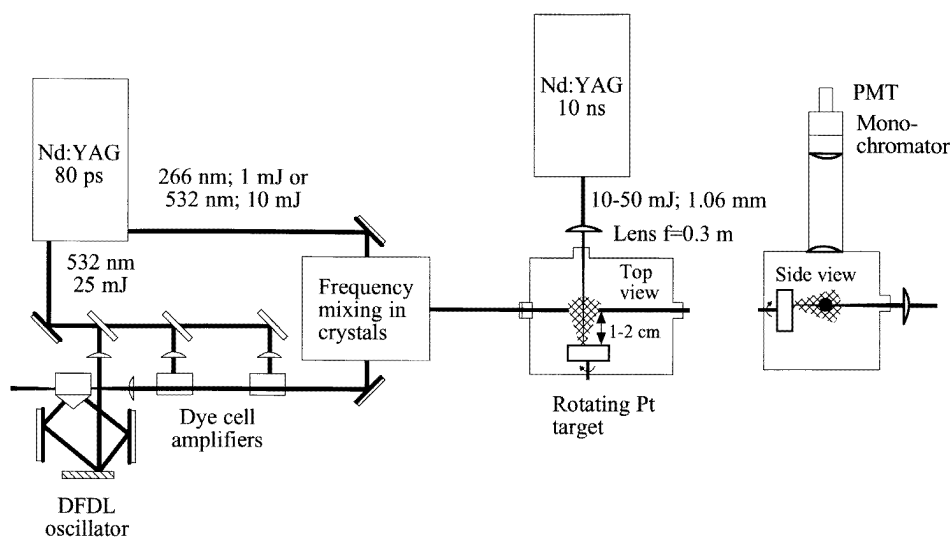 Nd:YAG
80 ps
266 nm; 1 mJ or
532 nm; 10 mJ
532 nm
25 mJ
Frequency
mixing in
crystals
Dye cell
amplifiers
DFDL
oscillator
Nd:YAG
10 ns
10-50 mJ; 1.06 mm
Lens f=0.3 m
Top
view
1-2 cm
Rotating Pt
target
PMT
Mono-
chromator
Side view